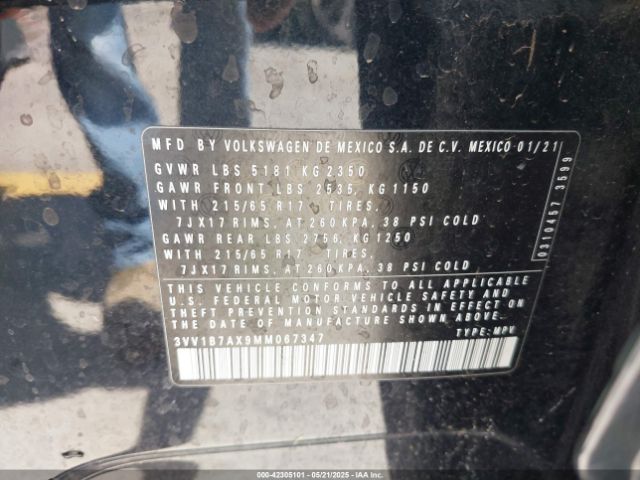 MFD BY VOLKSWAGEN DE MEXICO S.A. DE C.V. MEXICO 01/21
GVWR LBS 5181 KG 2350
GAWR FRONT LBS 2535, KG 1150
WITH 215/65 R17 TIRES,
7JX17 RIMS, AT 260 KPA, 38 PSI COLD
GAWR REAR LBS 2756, KG 1250
WITH 215/65 R17 TIRES,
7JX17 RIMS, AT 260 KPA, 38 PSI COLD
THIS VEHICLE CONFORMS TO ALL APPLICABLE
U.S. FEDERAL MOTOR VEHICLE SAFETY AND
THEFT PREVENTION STANDARDS IN EFFECT ON
THE DATE OF MANUFACTURE SHOWN ABOVE
3VV1B7AX9MM067347 TYPE: MPV
0310457 3599
000-42305101 - 05/21/2025 - IAA Inc.